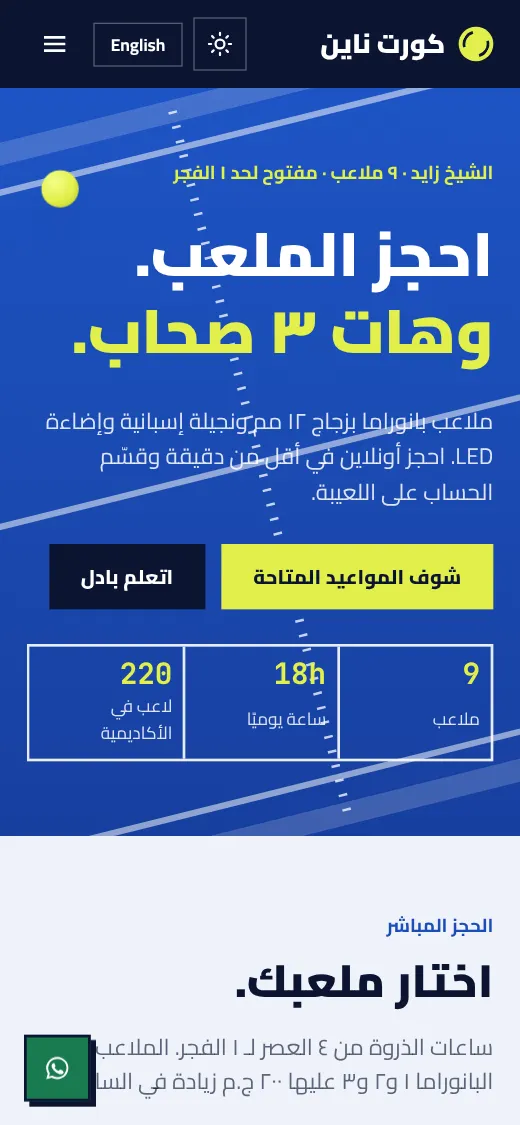 كورت ناين
English
الشيخ زايد · ٩ ملاعب · مفتوح لحد ١ الفجر
احجز الملعب.
وهات ٣ صحاب.
ملاعب بانوراما بزجاج ١٢ مم ونجيلة إسبانية وإضاءة
LED. احجز أونلاين في أقل من دقيقة وقسّم
الحساب على اللعيبة.
شوف المواعيد المتاحة
اتعلم بادل
9
ملاعب
18h
ساعة يوميًا
220
لاعب في
الأكاديمية
الحجز المباشر
اختار ملعبك.
ساعات الذروة من ٤ العصر لـ ١ الفجر. الملاعب
البانوراما ١ و٢ و٣ عليها ٢٠٠ ج.م زيادة في